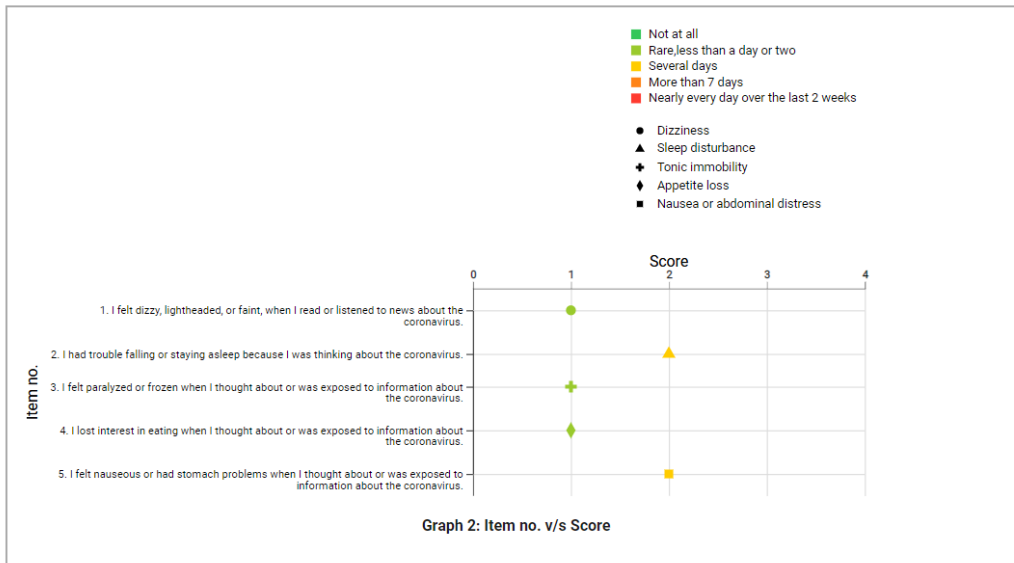 Not at all
Rare,less than a day or two
Several days
More than 7 days
Nearly every day over the last 2 weeks
Dizziness
Sleep disturbance
Tonic immobility
Appetite loss
Nausea or abdominal distress
Score
0 1 2 3 4
Item no.
1. I felt dizzy, lightheaded, or faint, when I read or listened to news about the
coronavirus.
2. I had trouble falling or staying asleep because I was thinking about the coronavirus.
3. I felt paralyzed or frozen when I thought about or was exposed to information about
the coronavirus.
4. I lost interest in eating when I thought about or was exposed to information about
the coronavirus.
5. I felt nauseous or had stomach problems when I thought about or was exposed to
information about the coronavirus.
Graph 2: Item no. v/s Score